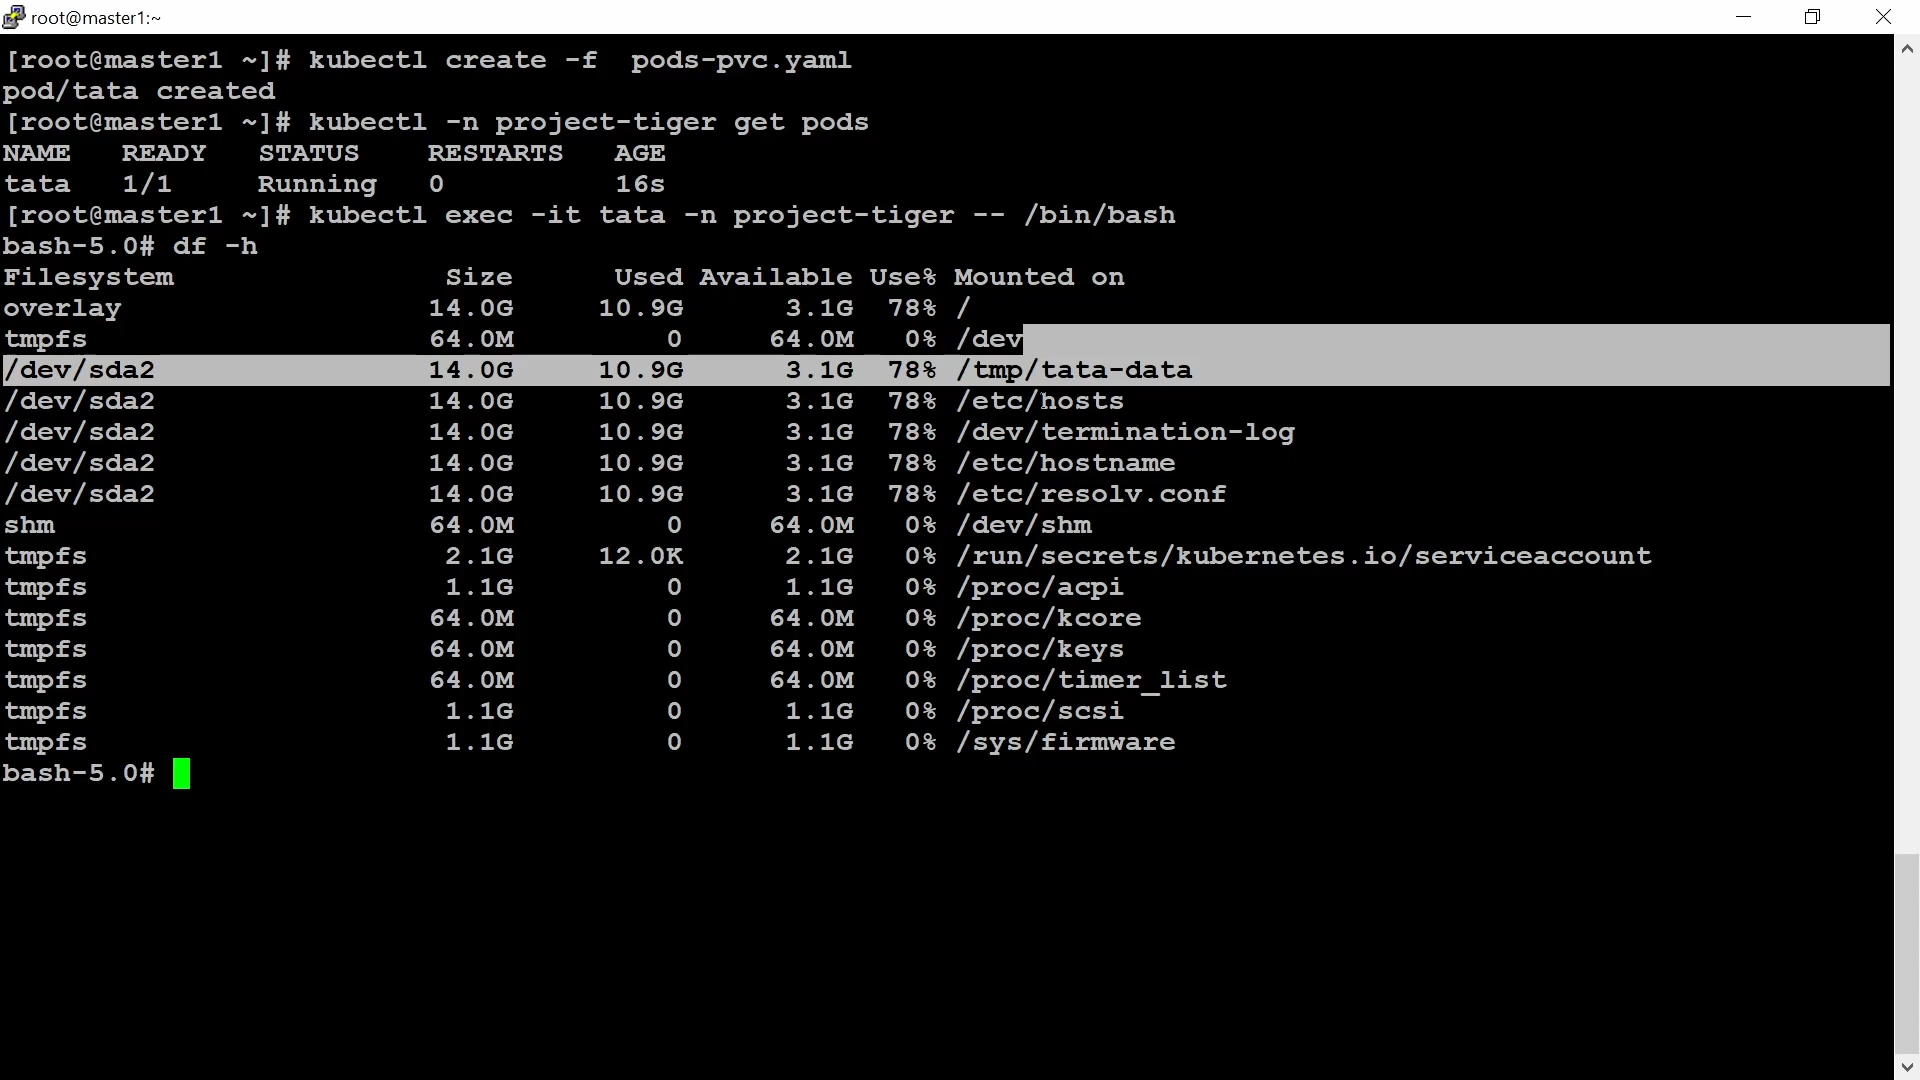 root@master1:~
[root@master1 ~]# kubectl create -f  pods-pvc.yaml
pod/tata created
[root@master1 ~]# kubectl -n project-tiger get pods
NAME   READY   STATUS    RESTARTS   AGE
tata   1/1     Running   0          16s
[root@master1 ~]# kubectl exec -it tata -n project-tiger -- /bin/bash
bash-5.0# df -h
Filesystem                Size      Used Available Use% Mounted on
overlay                  14.0G     10.9G      3.1G  78% /
tmpfs                    64.0M         0     64.0M   0% /dev
/dev/sda2                14.0G     10.9G      3.1G  78% /tmp/tata-data
/dev/sda2                14.0G     10.9G      3.1G  78% /etc/hosts
/dev/sda2                14.0G     10.9G      3.1G  78% /dev/termination-log
/dev/sda2                14.0G     10.9G      3.1G  78% /etc/hostname
/dev/sda2                14.0G     10.9G      3.1G  78% /etc/resolv.conf
shm                      64.0M         0     64.0M   0% /dev/shm
tmpfs                     2.1G     12.0K      2.1G   0% /run/secrets/kubernetes.io/serviceaccount
tmpfs                     1.1G         0      1.1G   0% /proc/acpi
tmpfs                    64.0M         0     64.0M   0% /proc/kcore
tmpfs                    64.0M         0     64.0M   0% /proc/keys
tmpfs                    64.0M         0     64.0M   0% /proc/timer_list
tmpfs                     1.1G         0      1.1G   0% /proc/scsi
tmpfs                     1.1G         0      1.1G   0% /sys/firmware
bash-5.0#